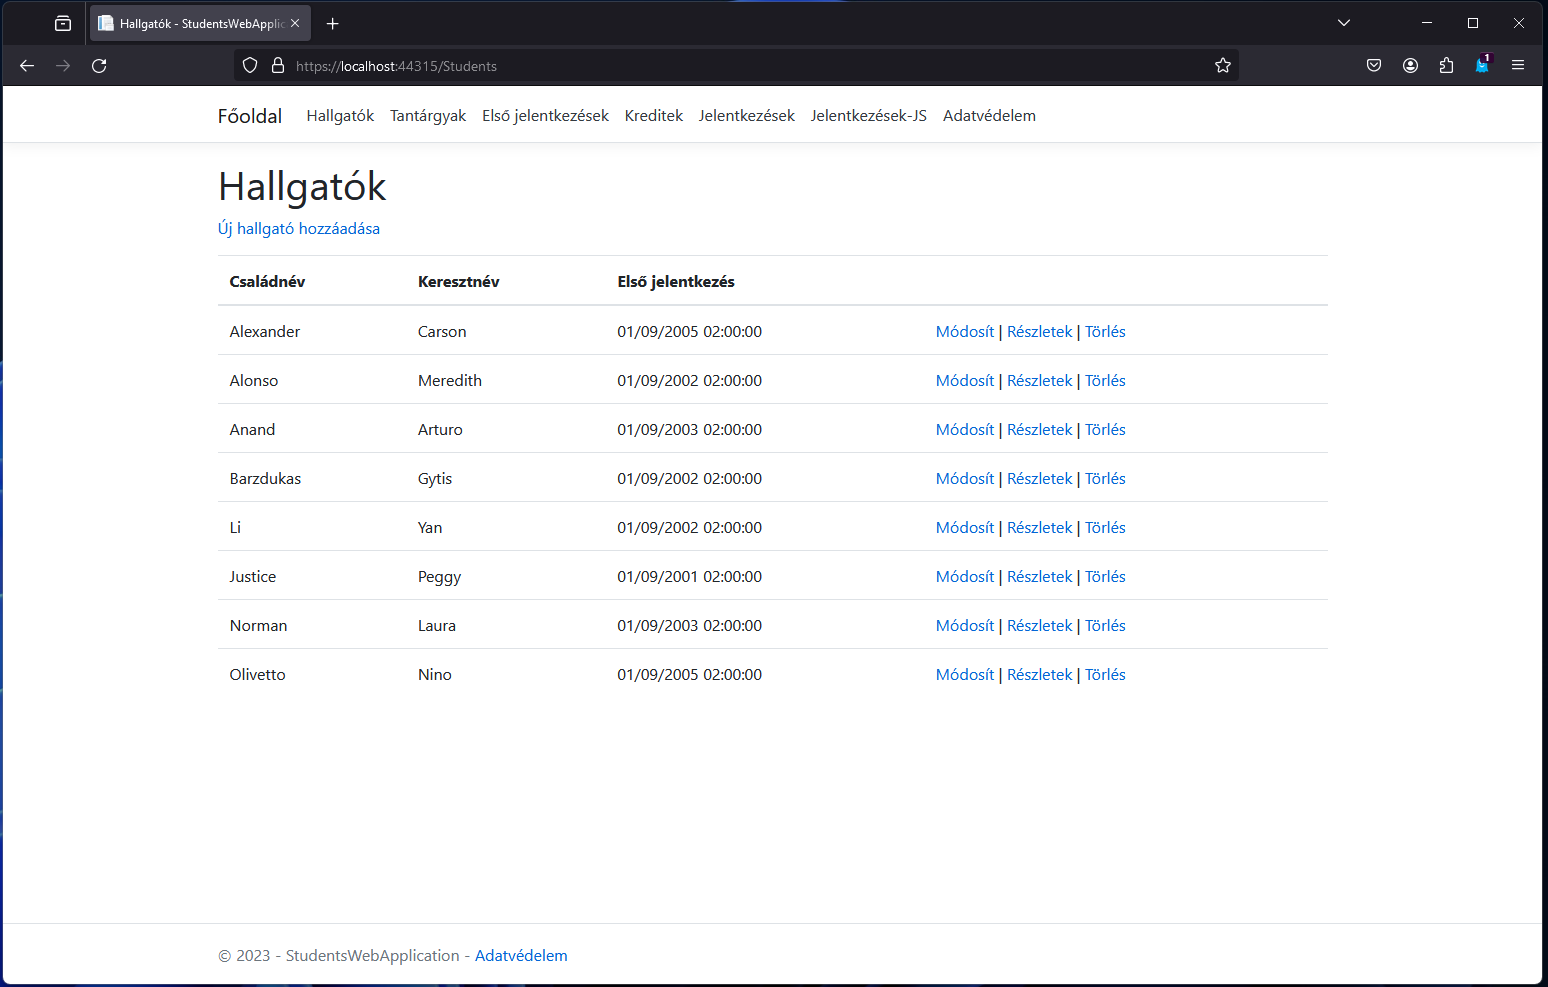 Hallgatók - StudentsWebApplic
https://localhost:44315/Students
1
Főoldal Hallgatók Tantárgyak Első jelentkezések Kreditek Jelentkezések Jelentkezések-JS Adatvédelem
Hallgatók
Új hallgató hozzáadása
Családnév Keresztnév Első jelentkezés
Alexander Carson 01/09/2005 02:00:00 Módosít | Részletek | Törlés
Alonso Meredith 01/09/2002 02:00:00 Módosít | Részletek | Törlés
Anand Arturo 01/09/2003 02:00:00 Módosít | Részletek | Törlés
Barzdukas Gytis 01/09/2002 02:00:00 Módosít | Részletek | Törlés
Li Yan 01/09/2002 02:00:00 Módosít | Részletek | Törlés
Justice Peggy 01/09/2001 02:00:00 Módosít | Részletek | Törlés
Norman Laura 01/09/2003 02:00:00 Módosít | Részletek | Törlés
Olivetto Nino 01/09/2005 02:00:00 Módosít | Részletek | Törlés
© 2023 - StudentsWebApplication - Adatvédelem